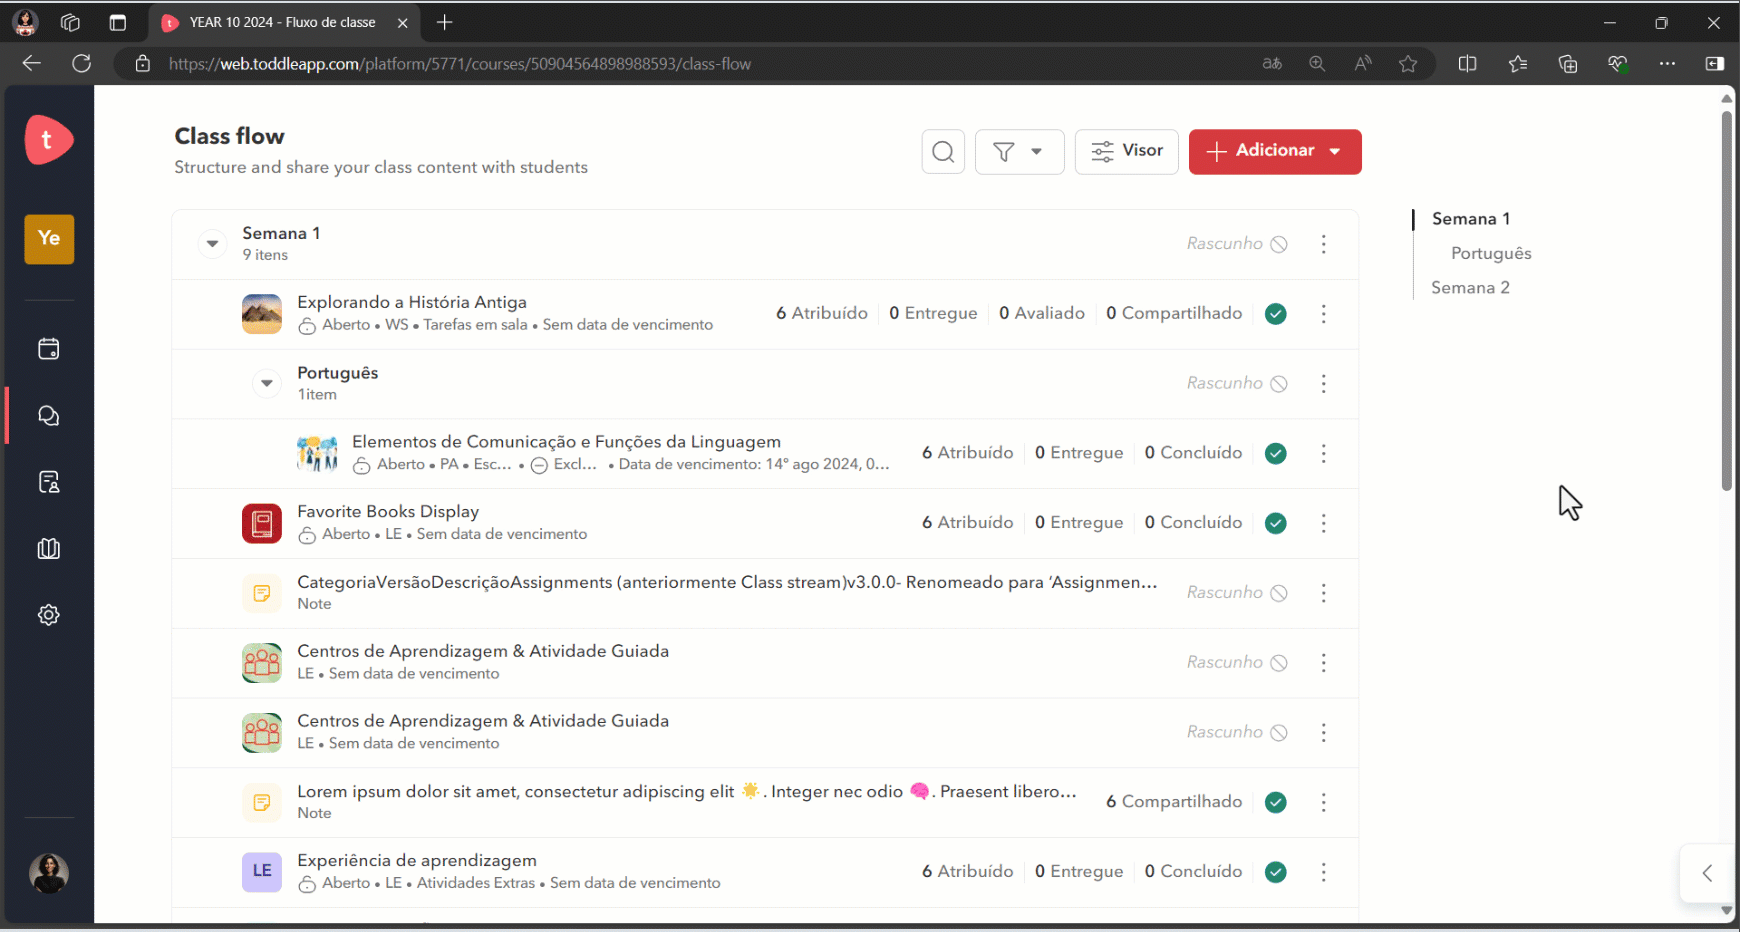 YEAR 10 2024 - Fluxo de classe
https://web.toddleapp.com/platform/5771/courses/50904564898988593/class-flow
t
Ye
Class flow
Structure and share your class content with students
Visor
Adicionar
Semana 1
9 itens
Rascunho
Explorando a História Antiga
Aberto • WS • Tarefas em sala • Sem data de vencimento
6 Atribuído
0 Entregue
0 Avaliado
0 Compartilhado
Português
1item
Rascunho
Elementos de Comunicação e Funções da Linguagem
Aberto • PA • Esc... • Excl... • Data de vencimento: 14º ago 2024, 0...
6 Atribuído
0 Entregue
0 Concluído
Favorite Books Display
Aberto • LE • Sem data de vencimento
6 Atribuído
0 Entregue
0 Concluído
CategoriaVersãoDescriçãoAssignments (anteriormente Class stream)v3.0.0- Renomeado para 'Assignmen...
Note
Rascunho
Centros de Aprendizagem & Atividade Guiada
LE • Sem data de vencimento
Rascunho
Centros de Aprendizagem & Atividade Guiada
LE • Sem data de vencimento
Rascunho
Lorem ipsum dolor sit amet, consectetur adipiscing elit 🌟. Integer nec odio 🧠. Praesent libero...
Note
6 Compartilhado
LE
Experiência de aprendizagem
Aberto • LE • Atividades Extras • Sem data de vencimento
6 Atribuído
0 Entregue
0 Concluído
Semana 1
Português
Semana 2